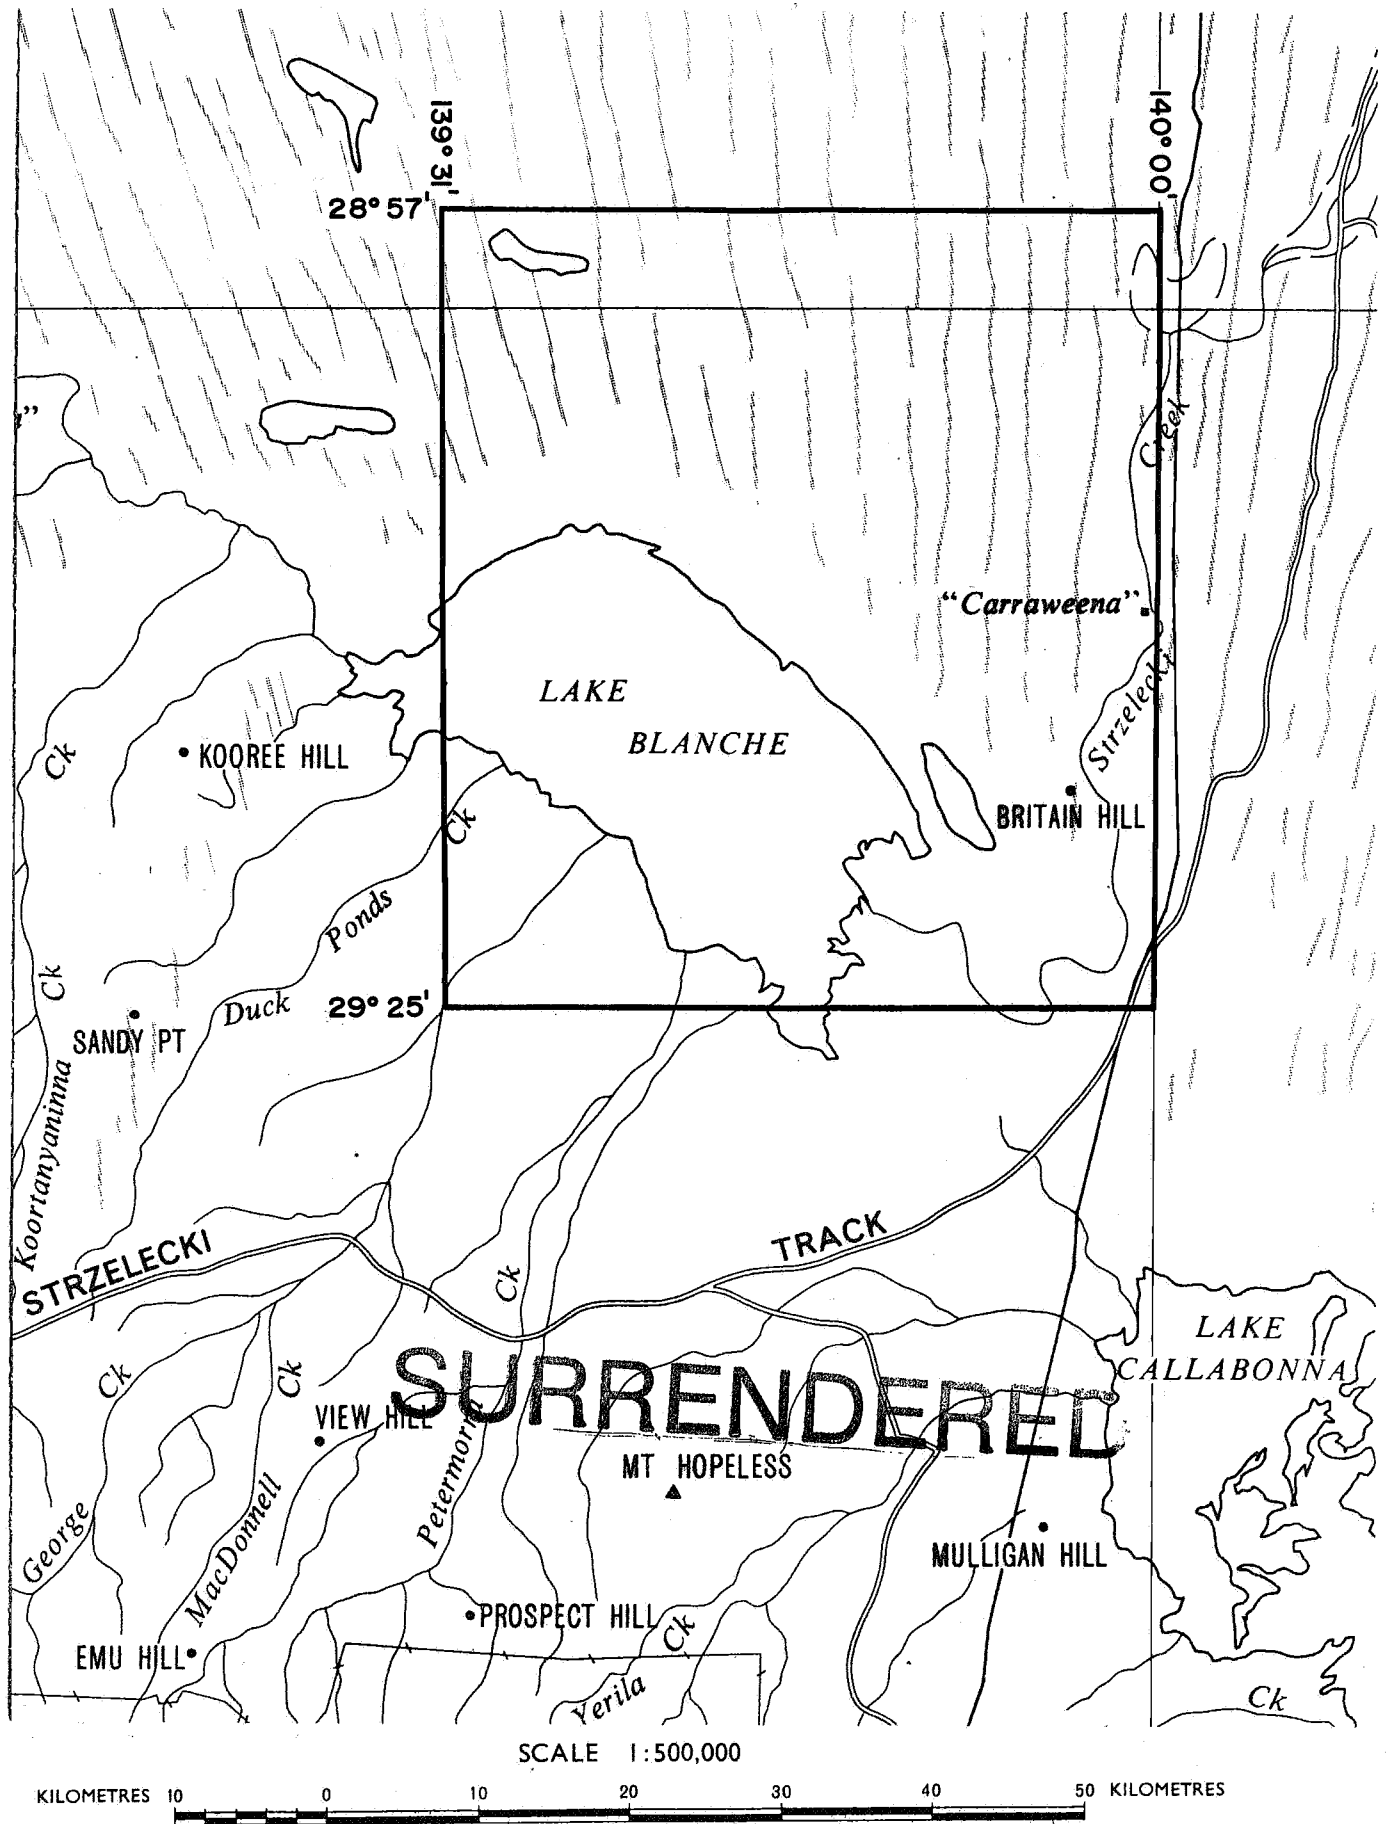 139° 31'
140° 00'
28° 57'
Creek
"Carraweena"
LAKE
BLANCHE
Strzelecki
Ck
KOOREE HILL
BRITAIN HILL
Ck
Ponds
Duck
Ck
29° 25'
SANDY PT
Koortanyaninna
STRZELECKI
TRACK
Ck
LAKE
CALLABONNA
Ck
Ck
SURRENDERED
VIEW HILL
MT HOPELESS
Petermorra
MacDonnell
George
MULLIGAN HILL
PROSPECT HILL
Ck
EMU HILL
Yerila
Ck
SCALE 1:500,000
KILOMETRES 10 0 10 20 30 40 50 KILOMETRES